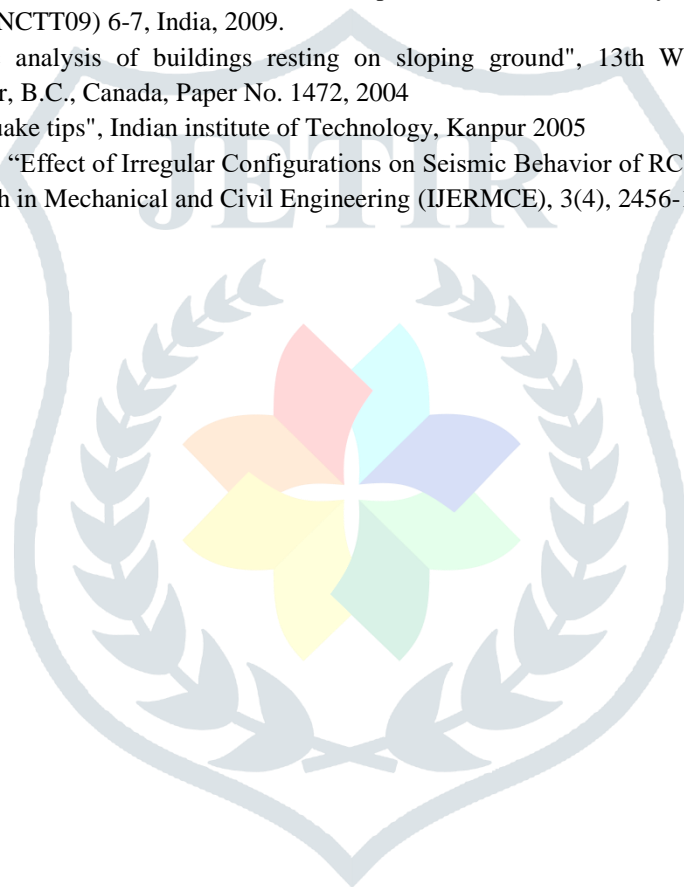 NCTT09) 6-7, India, 2009.
analysis of buildings resting on sloping ground", 13th W
r, B.C., Canada, Paper No. 1472, 2004
uake tips", Indian institute of Technology, Kanpur 2005
"Effect of Irregular Configurations on Seismic Behavior of RC
h in Mechanical and Civil Engineering (IJERMCE), 3(4), 2456-1
JETIR